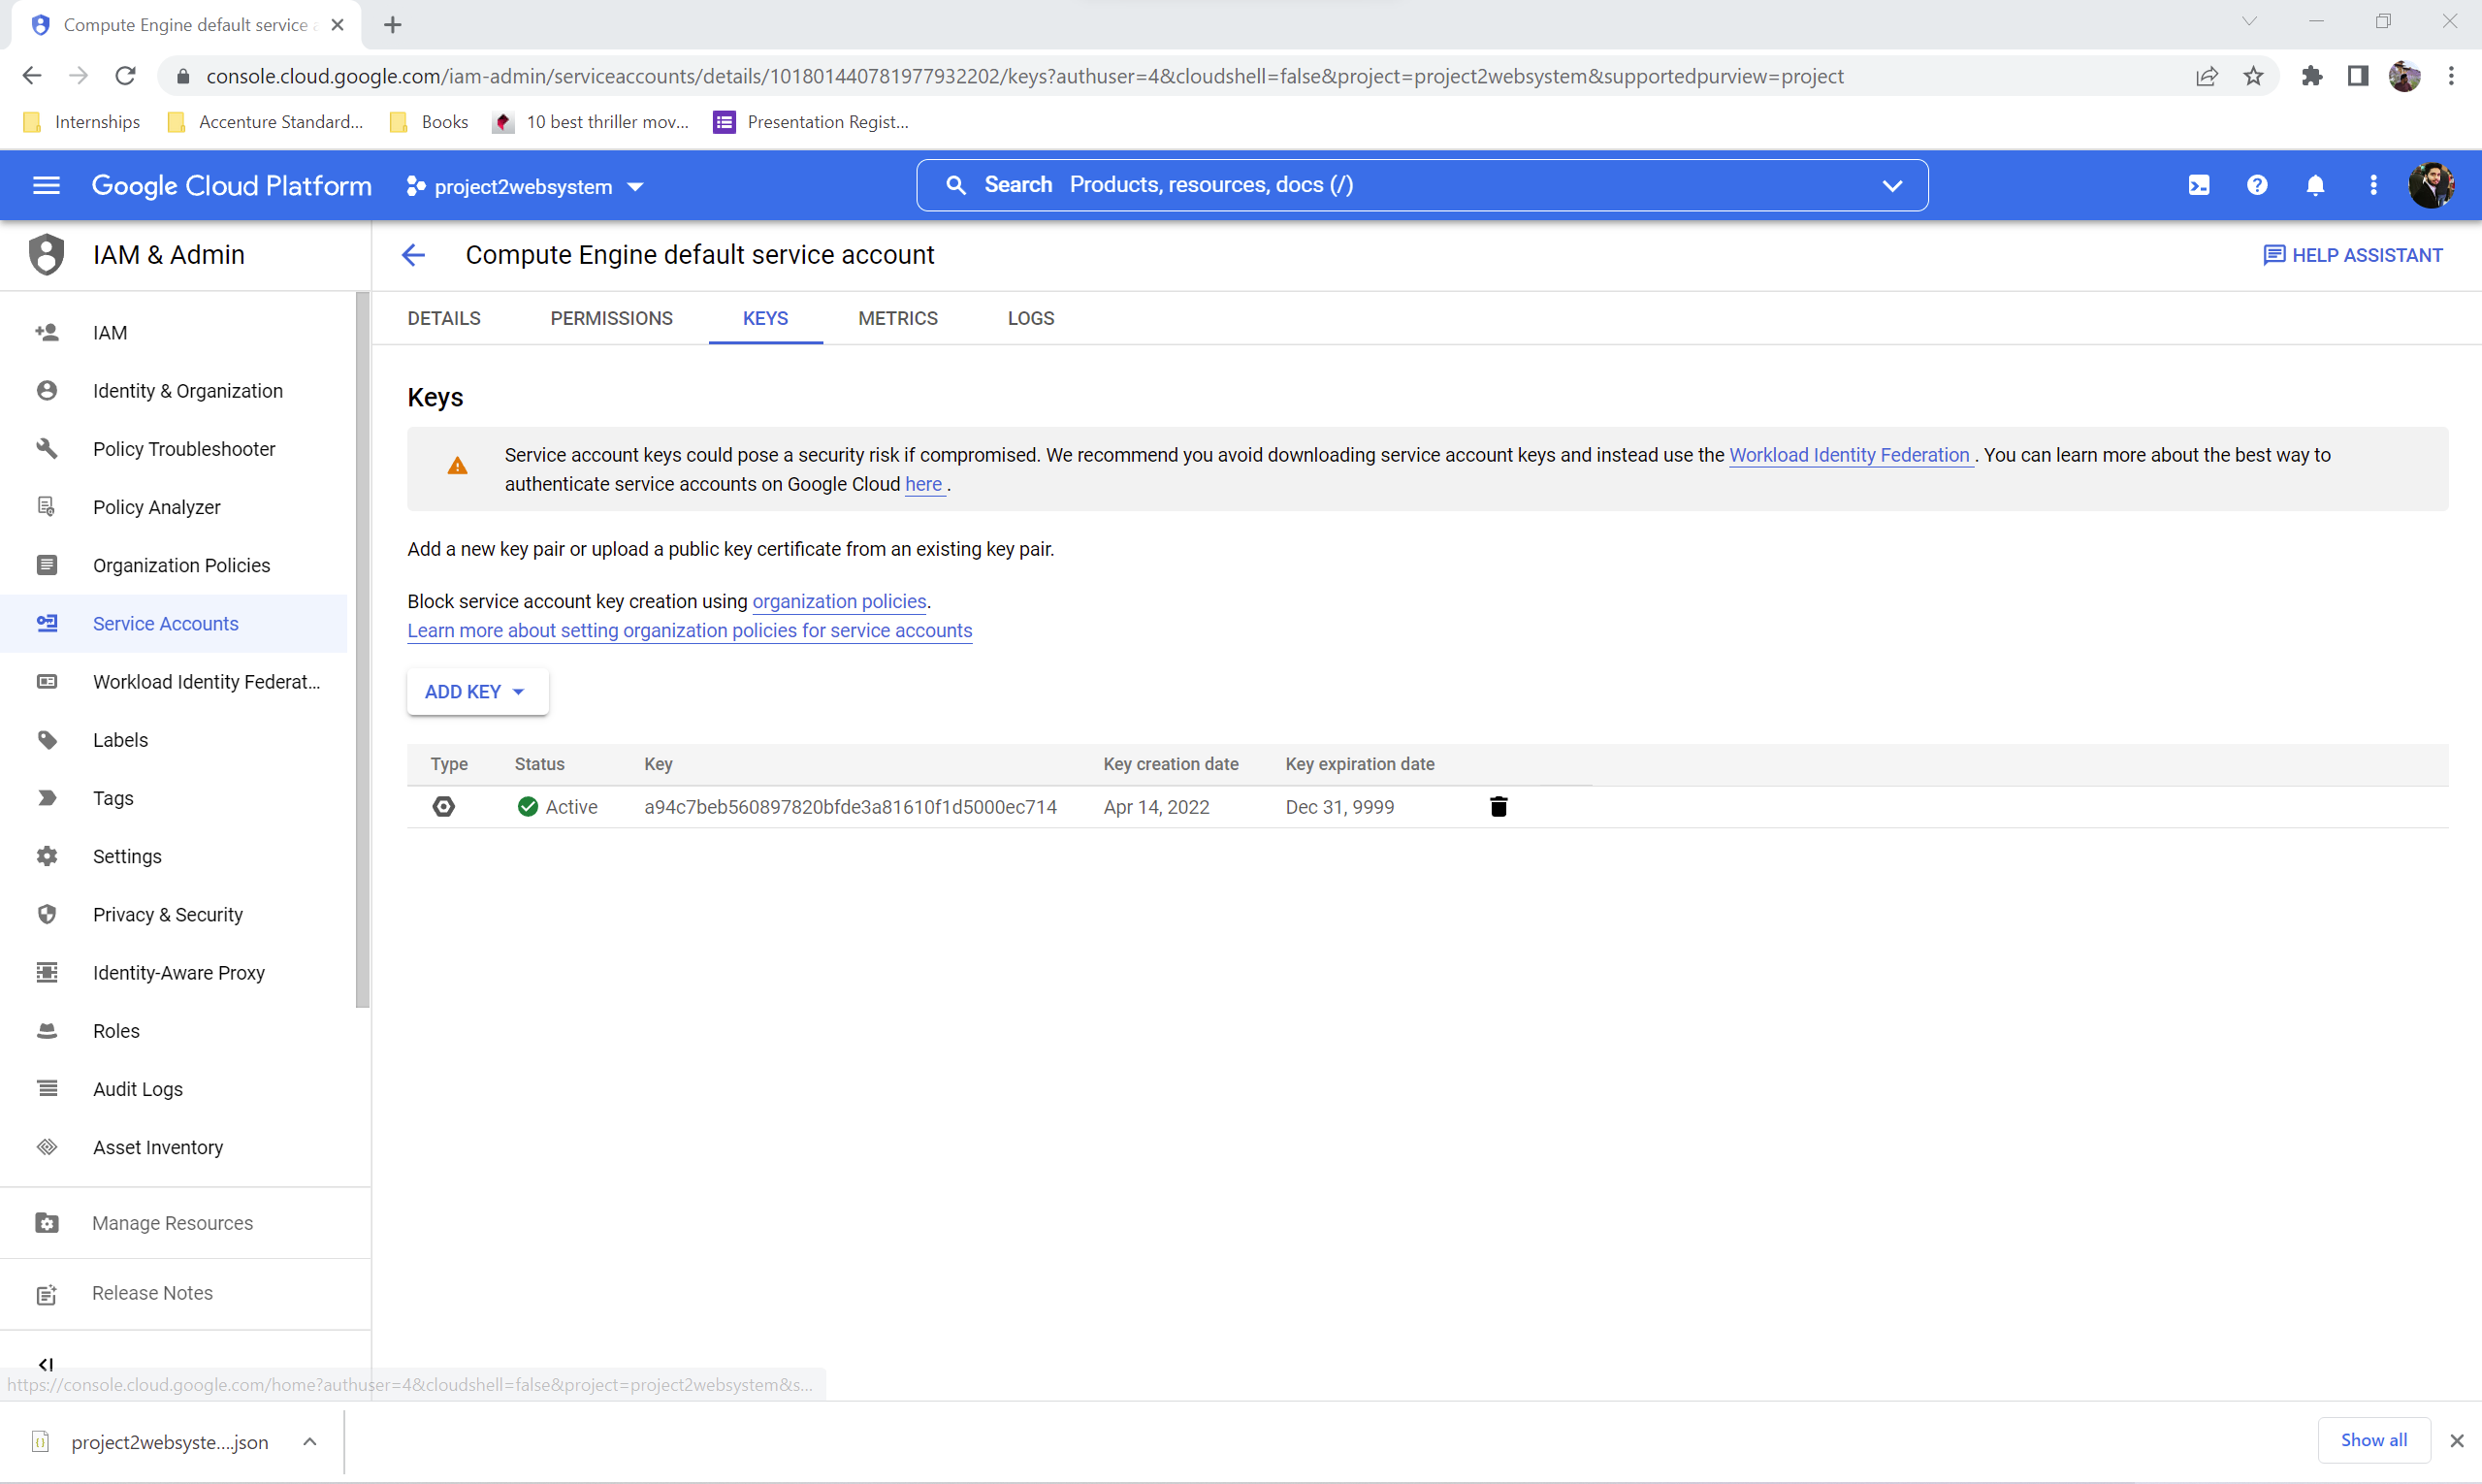 Compute Engine default service
console.cloud.google.com/iam-admin/serviceaccounts/details/101801440781977932202/keys?authuser=4&cloudshell=false&project=project2websystem&supportedpurview=project
Internships
Accenture Standard...
Books
10 best thriller mov...
Presentation Regist...
Google Cloud Platform
project2websystem
Search Products, resources, docs (/)
IAM & Admin
Compute Engine default service account
HELP ASSISTANT
IAM
Identity & Organization
Policy Troubleshooter
Policy Analyzer
Organization Policies
Service Accounts
Workload Identity Federat...
Labels
Tags
Settings
Privacy & Security
Identity-Aware Proxy
Roles
Audit Logs
Asset Inventory
Manage Resources
Release Notes
DETAILS
PERMISSIONS
KEYS
METRICS
LOGS
Keys
Service account keys could pose a security risk if compromised. We recommend you avoid downloading service account keys and instead use the Workload Identity Federation . You can learn more about the best way to
authenticate service accounts on Google Cloud here .
Add a new key pair or upload a public key certificate from an existing key pair.
Block service account key creation using organization policies.
Learn more about setting organization policies for service accounts
ADD KEY
Type Status Key Key creation date Key expiration date
Active a94c7beb560897820bfde3a81610f1d5000ec714 Apr 14, 2022 Dec 31, 9999
https://console.cloud.google.com/home?authuser=4&cloudshell=false&project=project2websystem&s...
project2websyste....json
Show all